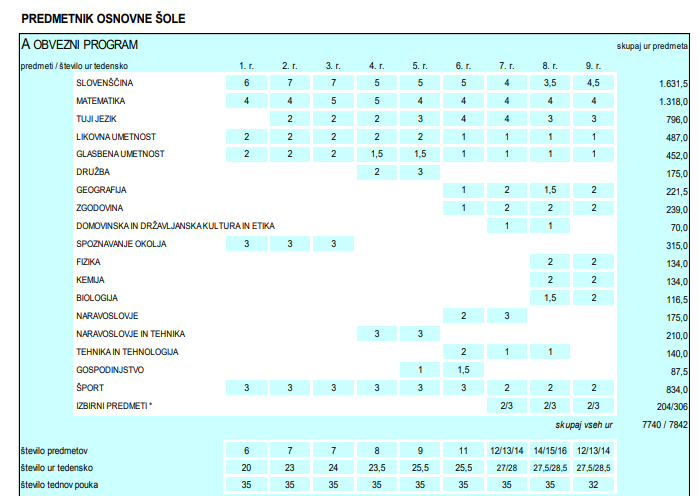 PREDMETNIK OSNOVNE ŠOLE
A OBVEZNI PROGRAM skupaj ur predmeta
predmeti / število ur tedensko 1. r. 2. r. 3. r. 4. r. 5. r. 6. r. 7. r. 8. r. 9. r.
SLOVENŠČINA 6 7 7 5 5 5 4 3,5 4,5 1.631,5
MATEMATIKA 4 4 5 5 4 4 4 4 4 1.318,0
TUJI JEZIK 2 2 2 3 4 4 3 3 796,0
LIKOVNA UMETNOST 2 2 2 2 2 1 1 1 1 487,0
GLASBENA UMETNOST 2 2 2 1,5 1,5 1 1 1 1 452,0
DRUŽBA 2 3 175,0
GEOGRAFIJA 1 2 1,5 2 221,5
ZGODOVINA 1 2 2 2 239,0
DOMOVINSKA IN DRŽAVLJANSKA KULTURA IN ETIKA 1 1 70,0
SPOZNAVANJE OKOLJA 3 3 3 315,0
FIZIKA 2 2 134,0
KEMIJA 2 2 134,0
BIOLOGIJA 1,5 2 116,5
NARAVOSLOVJE 2 3 175,0
NARAVOSLOVJE IN TEHNIKA 3 3 210,0
TEHNIKA IN TEHNOLOGIJA 2 1 1 140,0
GOSPODINJSTVO 1 1,5 87,5
ŠPORT 3 3 3 3 3 3 2 2 2 834,0
IZBIRNI PREDMETI * 2/3 2/3 2/3 204/306
skupaj vseh ur 7740 / 7842
število predmetov 6 7 7 8 9 11 12/13/14 14/15/16 12/13/14
število ur tedensko 20 23 24 23,5 25,5 25,5 27/28 27,5/28,5 27,5/28,5
število tednov pouka 35 35 35 35 35 35 35 35 32